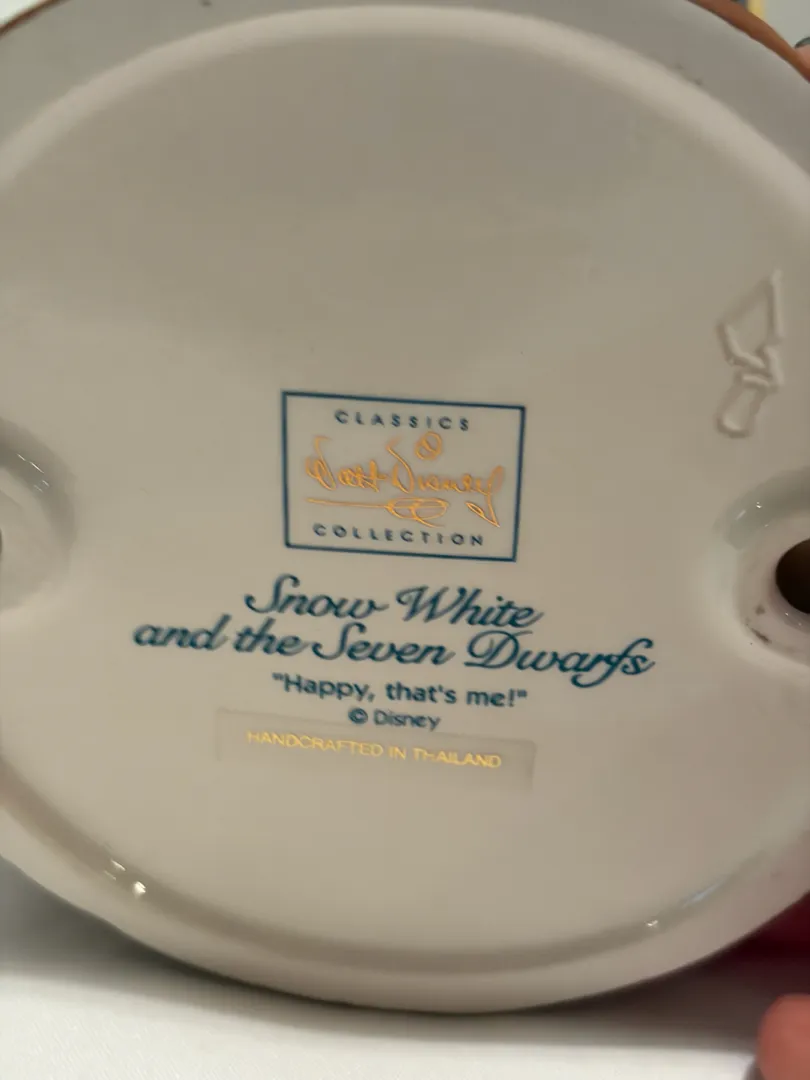 CLASSICS
Walt Disney
COLLECTION
Snow White
and the Seven Dwarfs
"Happy, that's me!"
© Disney
HANDCRAFTED IN THAILAND